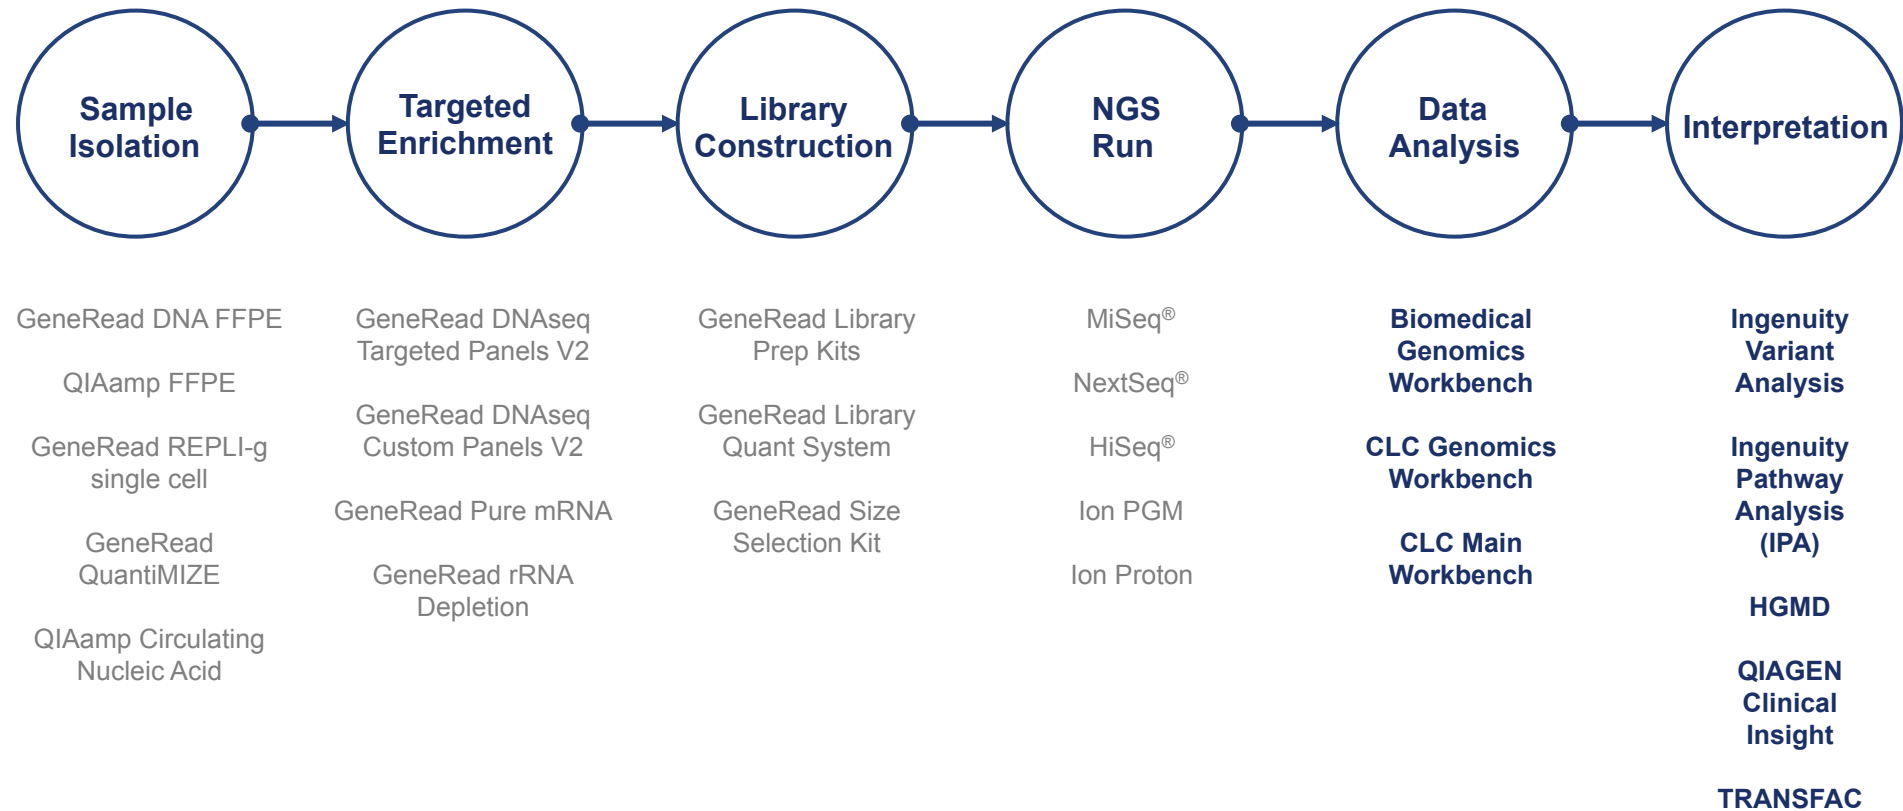 Sample
Isolation
Targeted
Enrichment
Library
Construction
NGS
Run
Data
Analysis
Interpretation
GeneRead DNA FFPE
QIAamp FFPE
GeneRead REPLI-g
single cell
GeneRead
QuantiMIZE
QIAamp Circulating
Nucleic Acid
GeneRead DNAseq
Targeted Panels V2
GeneRead DNAseq
Custom Panels V2
GeneRead Pure mRNA
GeneRead rRNA
Depletion
GeneRead Library
Prep Kits
GeneRead Library
Quant System
GeneRead Size
Selection Kit
MiSeq®
NextSeq®
HiSeq®
Ion PGM
Ion Proton
Biomedical
Genomics
Workbench
CLC Genomics
Workbench
CLC Main
Workbench
Ingenuity
Variant
Analysis
Ingenuity
Pathway
Analysis
(IPA)
HGMD
QIAGEN
Clinical
Insight
TRANSFAC